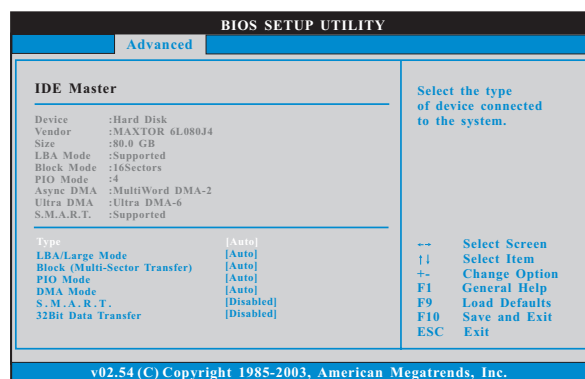 BIOS SETUP UTILITY
Advanced
IDE Master
Device :Hard Disk
Vendor :MAXTOR 6L080J4
Size :80.0 GB
LBA Mode :Supported
Block Mode :16Sectors
PIO Mode :4
Async DMA :MultiWord DMA-2
Ultra DMA :Ultra DMA-6
S.M.A.R.T. :Supported
Type [Auto]
LBA/Large Mode [Auto]
Block (Multi-Sector Transfer) [Auto]
PIO Mode [Auto]
DMA Mode [Auto]
S.M.A.R.T. [Disabled]
32Bit Data Transfer [Disabled]
Select the type
of device connected
to the system.
←→ Select Screen
↑↓ Select Item
+- Change Option
F1 General Help
F9 Load Defaults
F10 Save and Exit
ESC Exit
v02.54 (C) Copyright 1985-2003, American Megatrends, Inc.